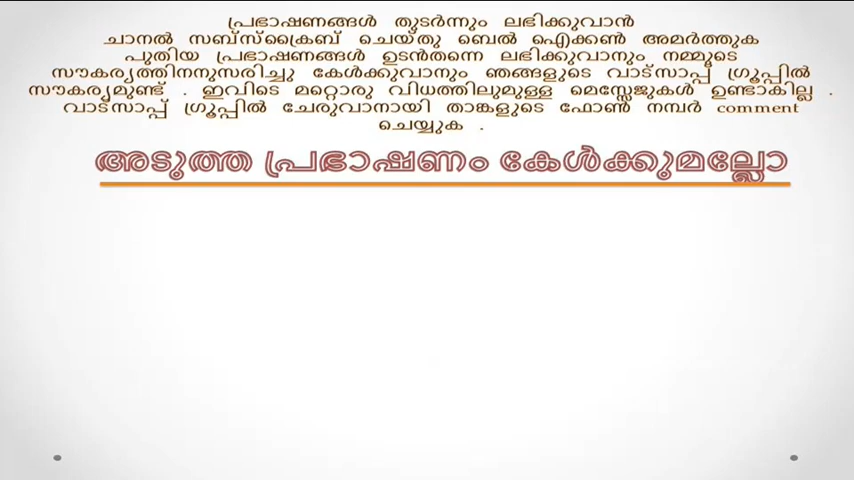 പ്രഭാഷണങ്ങൾ തുടർന്നും ലഭിക്കുവാൻ
ചാനൽ സബ്സ്ക്രൈബ് ചെയ്തു ബെൽ ഐക്കൺ അമർത്തുക
പുതിയ പ്രഭാഷണങ്ങൾ ഉടൻതന്നെ ലഭിക്കുവാനും നമ്മുടെ
സൗകര്യത്തിനനുസരിച്ചു കേൾക്കുവാനും ഞങ്ങളുടെ വാട്സാപ്പ് ഗ്രൂപ്പിൽ
സൗകര്യമുണ്ട് . ഇവിടെ മറ്റൊരു വിധത്തിലുമുള്ള മെസ്സേജുകൾ ഉണ്ടാകില്ല .
വാട്സാപ്പ് ഗ്രൂപ്പിൽ ചേരുവാനായി താങ്കളുടെ ഫോൺ നമ്പർ comment
ചെയ്യുക .
അടുത്ത പ്രഭാഷണം കേൾക്കുമല്ലോ